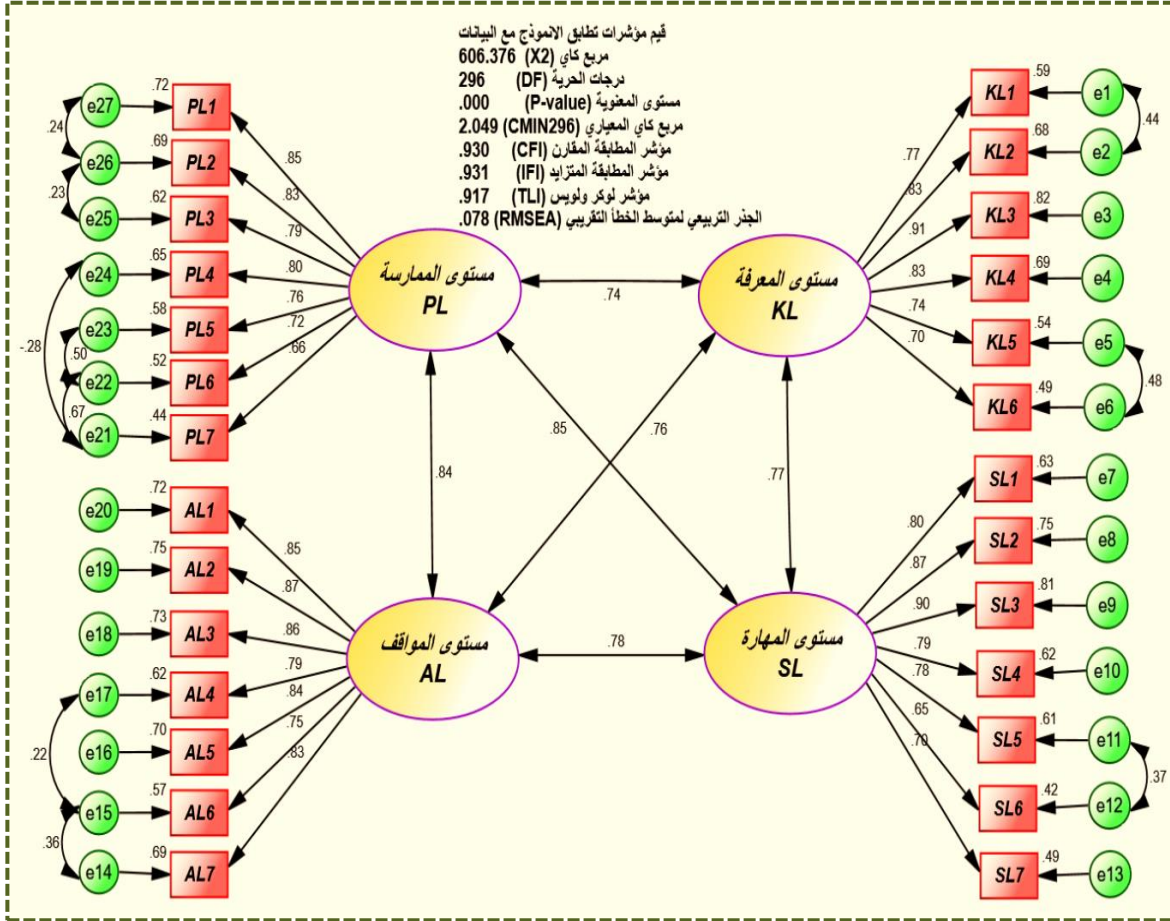 قيم مؤشرات تطابق الانموذج مع البيانات
مربع كاي (X2) 606.376
درجات الحرية (DF) 296
مستوى المعنوية (P-value) .000
مربع كاي المعياري (CMIN296) 2.049
مؤشر المطابقة المقارن (CFI) .930
مؤشر المطابقة المتزايد (IFI) .931
مؤشر لوكر ولويس (TLI) .917
الجذر التربيعي لمتوسط الخطأ التقريبي (RMSEA) .078
e27 .72 PL1 .85
.24
e26 .69 PL2 .83
.23
e25 .62 PL3 .79
e24 .65 PL4 .80
e23 .58 PL5 .76
-.28
.50
e22 .52 PL6 .72
.67
e21 .44 PL7 .66
مستوى الممارسة
PL
.74
مستوى المعرفة
KL
.77 KL1 .59 e1
.44
.83 KL2 .68 e2
.91 KL3 .82 e3
.83 KL4 .69 e4
.74 KL5 .54 e5
.48
.70 KL6 .49 e6
.84
.85
.76
.77
e20 .72 AL1 .85
e19 .75 AL2 .87
e18 .73 AL3 .86
e17 .62 AL4 .79
e16 .70 AL5 .84
.22
e15 .57 AL6 .75
.36
e14 .69 AL7 .83
مستوى المواقف
AL
.78
مستوى المهارة
SL
.80 SL1 .63 e7
.87 SL2 .75 e8
.90 SL3 .81 e9
.79 SL4 .62 e10
.78 SL5 .61 e11
.37
.65 SL6 .42 e12
.70 SL7 .49 e13